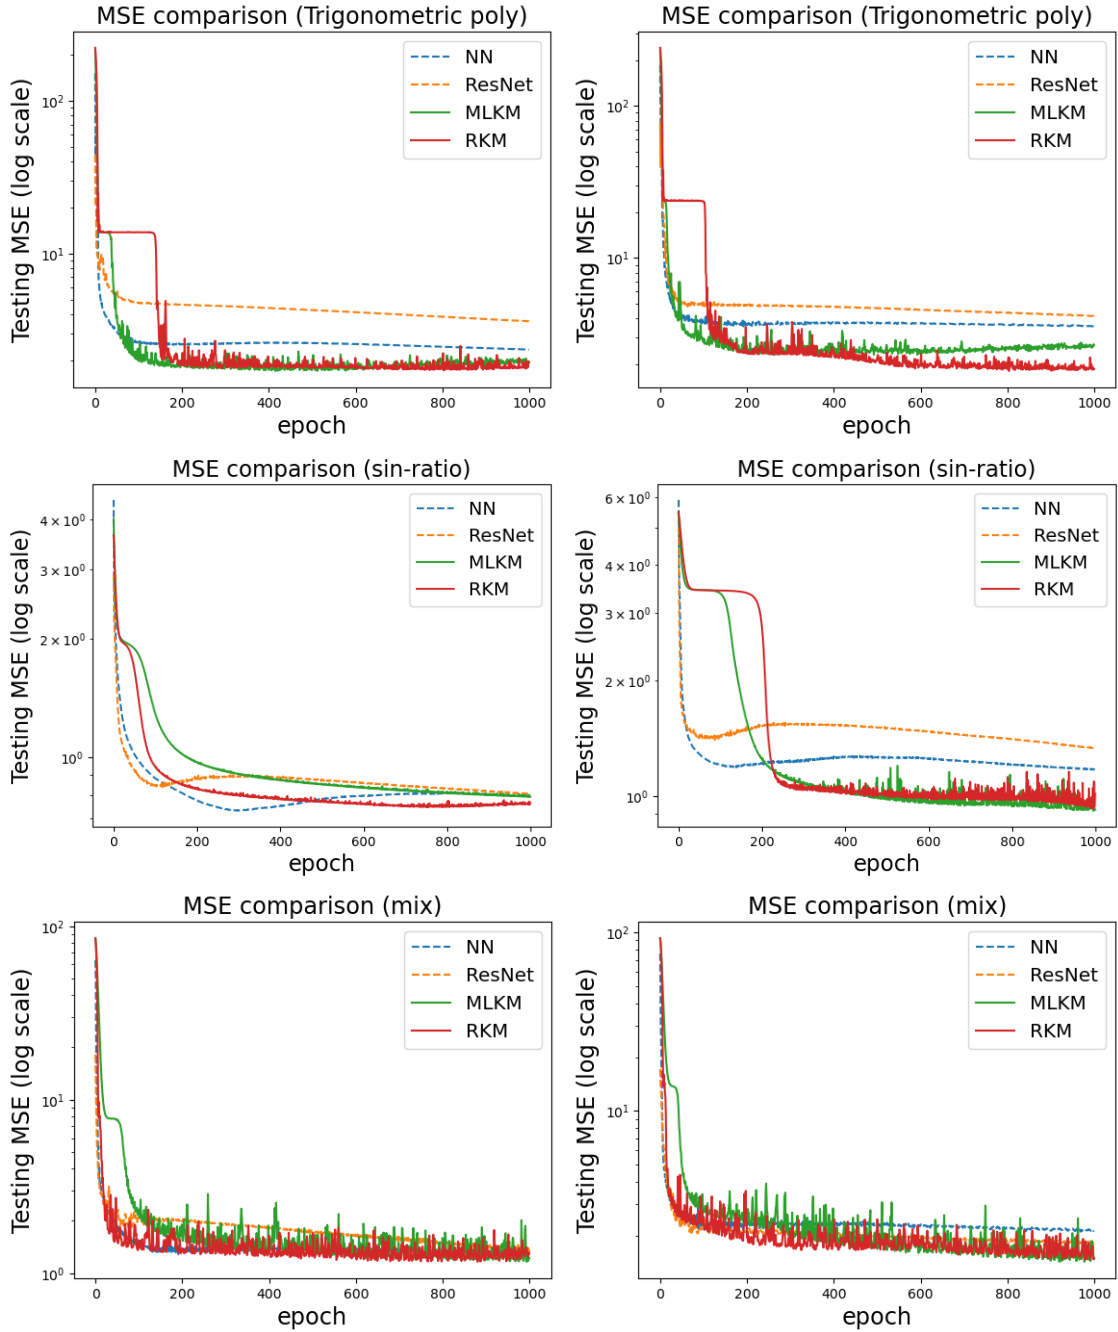 MSE comparison (Trigonometric poly)
Testing MSE (log scale)
10²
10¹
NN
ResNet
MLKM
RKM
0 200 400 600 800 1000
epoch
MSE comparison (Trigonometric poly)
Testing MSE (log scale)
10²
10¹
NN
ResNet
MLKM
RKM
0 200 400 600 800 1000
epoch
MSE comparison (sin-ratio)
Testing MSE (log scale)
4 × 10⁰
3 × 10⁰
2 × 10⁰
10⁰
NN
ResNet
MLKM
RKM
0 200 400 600 800 1000
epoch
MSE comparison (sin-ratio)
Testing MSE (log scale)
6 × 10⁰
4 × 10⁰
3 × 10⁰
2 × 10⁰
10⁰
NN
ResNet
MLKM
RKM
0 200 400 600 800 1000
epoch
MSE comparison (mix)
Testing MSE (log scale)
10²
10¹
10⁰
NN
ResNet
MLKM
RKM
0 200 400 600 800 1000
epoch
MSE comparison (mix)
Testing MSE (log scale)
10²
10¹
NN
ResNet
MLKM
RKM
0 200 400 600 800 1000
epoch